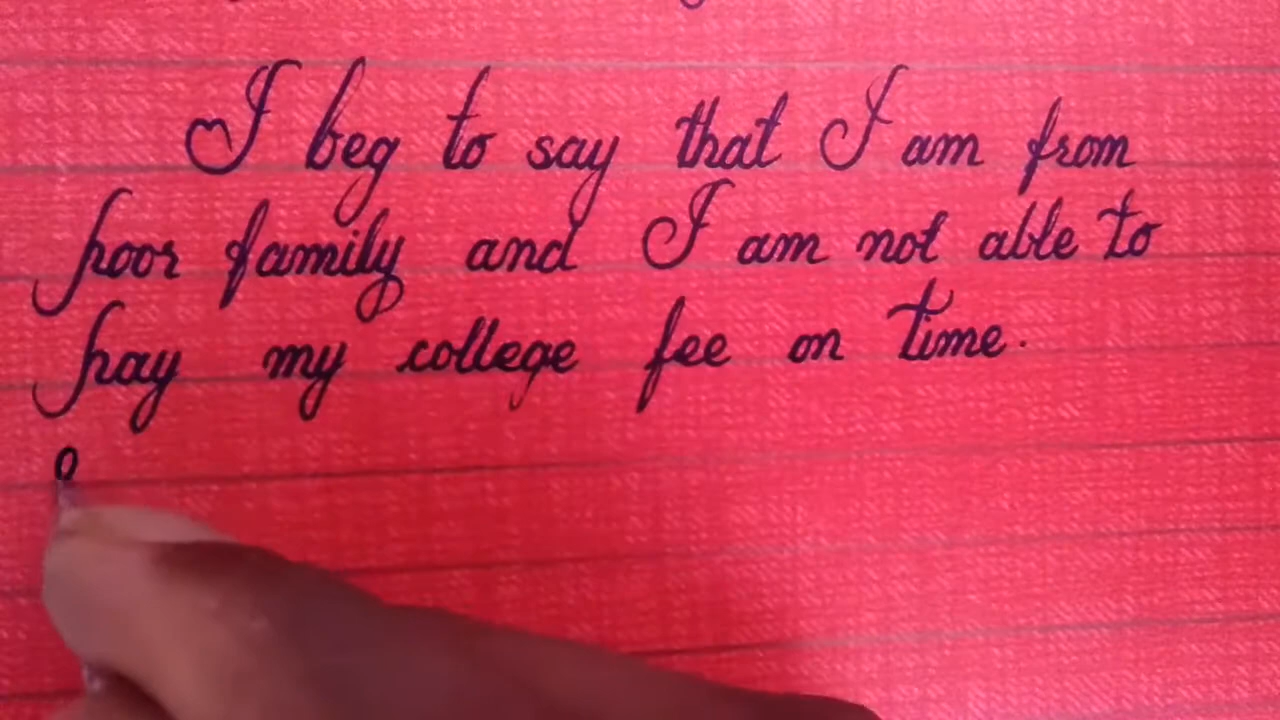 I beg to say that I am from
poor family and I am not able to
pay my college fee on time.
o